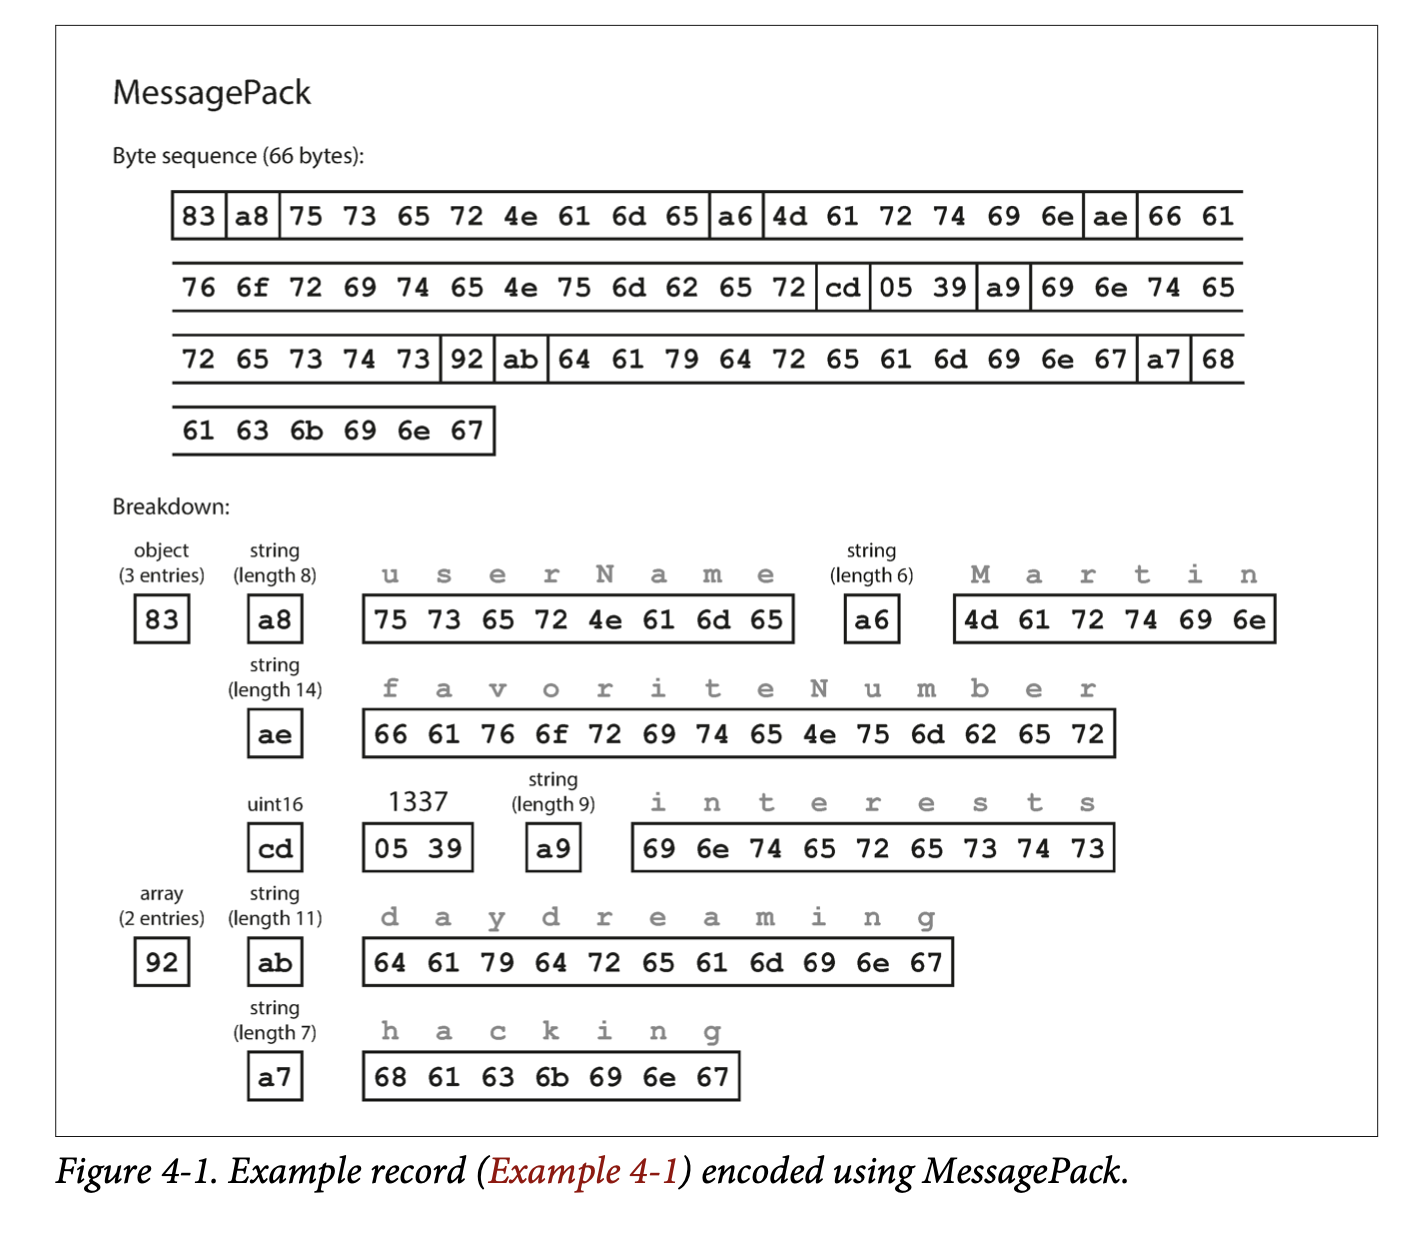 MessagePack
Byte sequence (66 bytes):
83 a8 75 73 65 72 4e 61 6d 65 a6 4d 61 72 74 69 6e ae 66 61
76 6f 72 69 74 65 4e 75 6d 62 65 72 cd 05 39 a9 69 6e 74 65
72 65 73 74 73 92 ab 64 61 79 64 72 65 61 6d 69 6e 67 a7 68
61 63 6b 69 6e 67
Breakdown:
object string string
(3 entries) (length 8) u s e r N a m e (length 6) M a r t i n
83 a8 75 73 65 72 4e 61 6d 65 a6 4d 61 72 74 69 6e
string
(length 14) f a v o r i t e N u m b e r
ae 66 61 76 6f 72 69 74 65 4e 75 6d 62 65 72
string
uint16 1337 (length 9) i n t e r e s t s
cd 05 39 a9 69 6e 74 65 72 65 73 74 73
array string
(2 entries) (length 11) d a y d r e a m i n g
92 ab 64 61 79 64 72 65 61 6d 69 6e 67
string
(length 7) h a c k i n g
a7 68 61 63 6b 69 6e 67
Figure 4-1. Example record (Example 4-1) encoded using MessagePack.